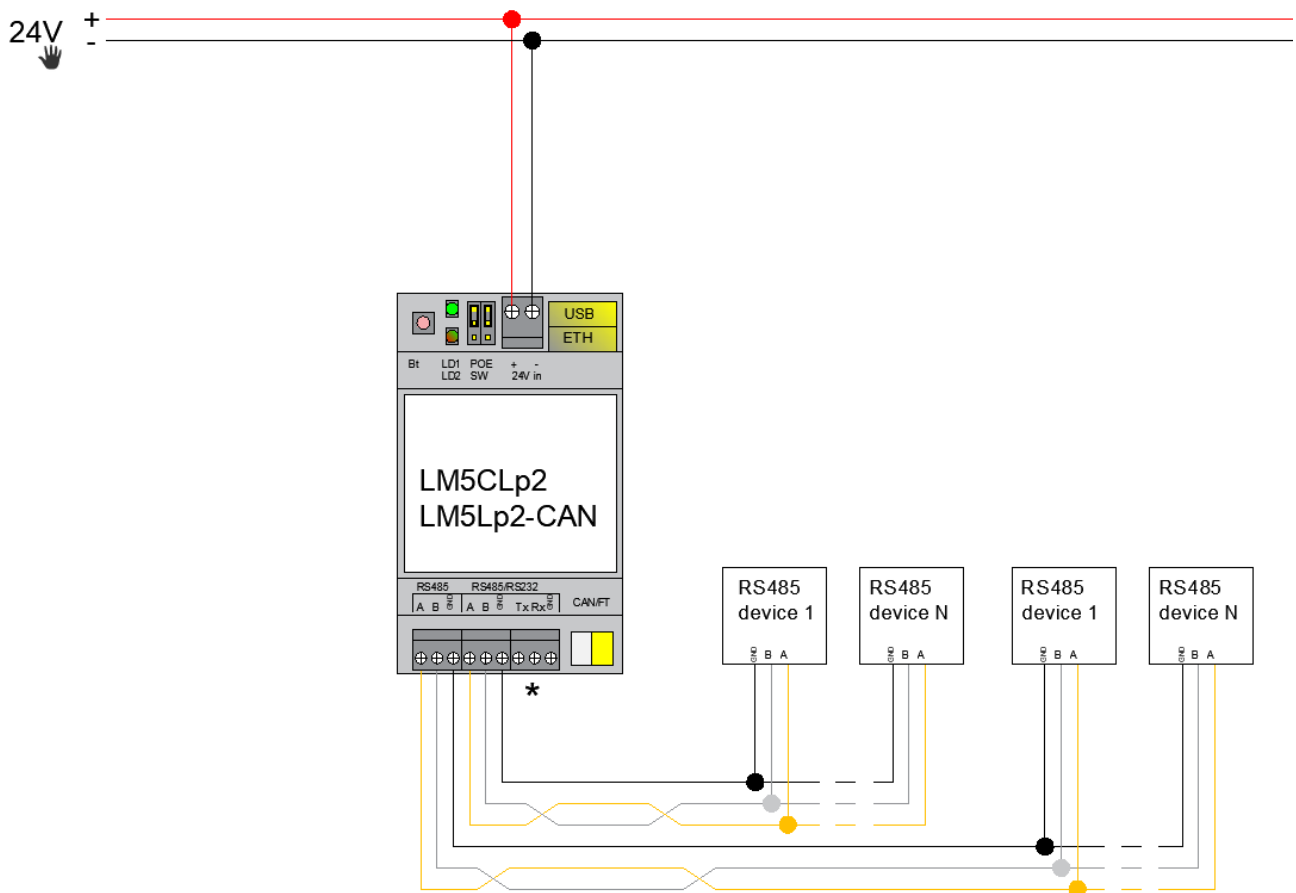 24V + -
USB
ETH
Bt LD1 POE + -
LD2 SW 24V in
LM5CLp2
LM5Lp2-CAN
RS485 RS485/RS232
A B GND A B GND Tx Rx GND CAN/FT
*
RS485
device 1
GND B A
RS485
device N
GND B A
RS485
device 1
GND B A
RS485
device N
GND B A